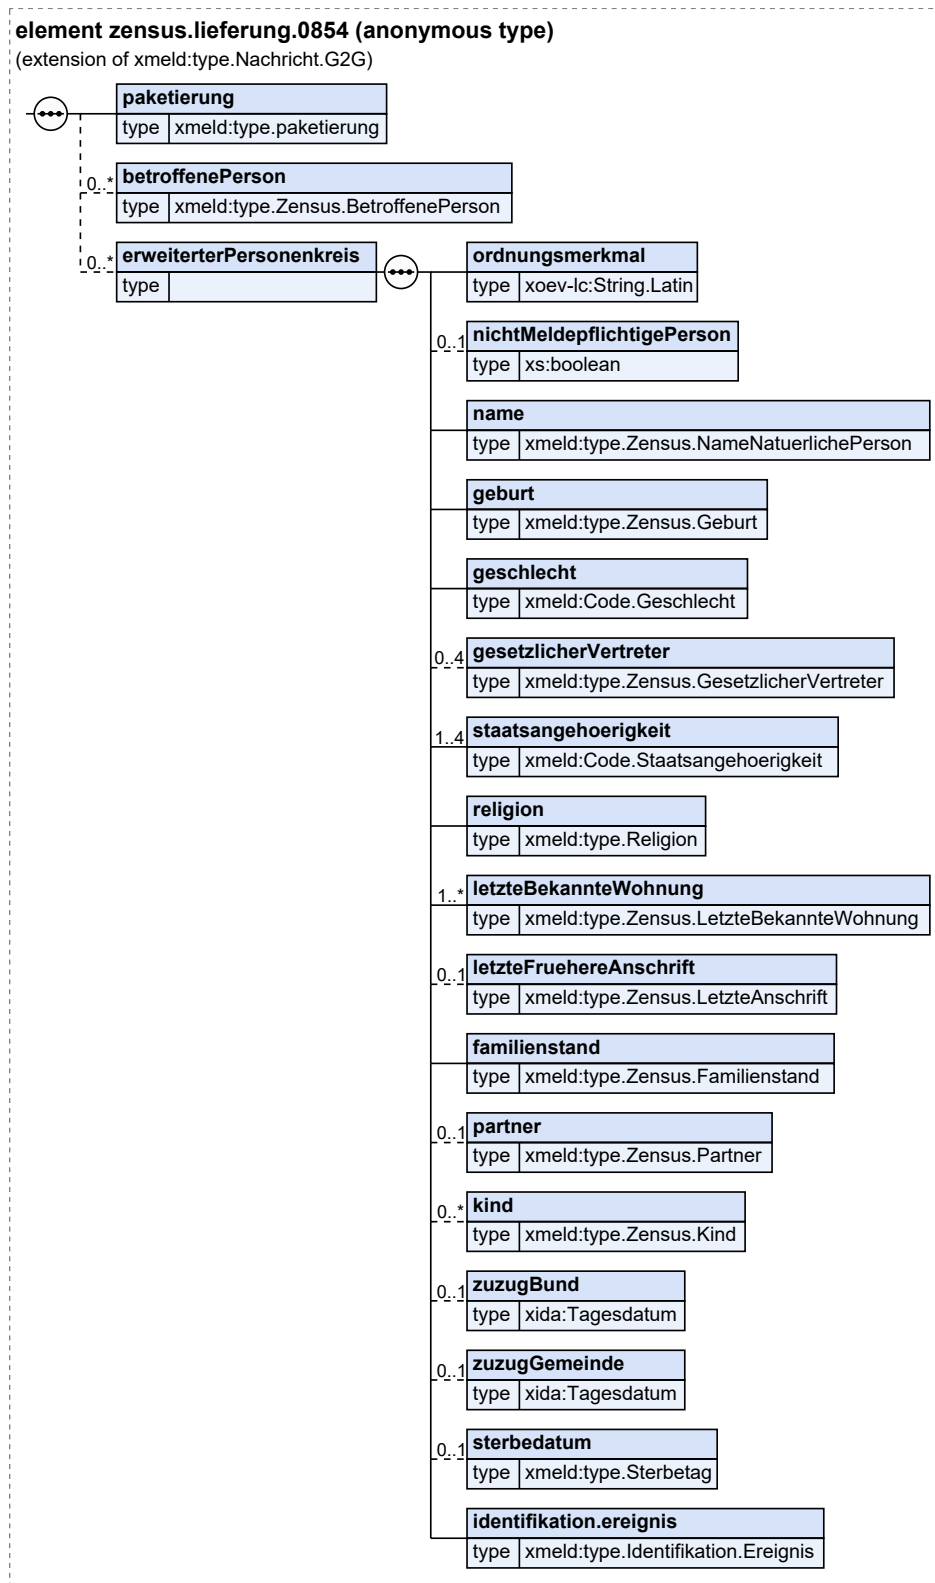 element zensus.lieferung.0854 (anonymous type)
(extension of xmeld:type.Nachricht.G2G)
paketierung
type xmeld:type.paketierung
0..* betroffenePerson
type xmeld:type.Zensus.BetroffenePerson
0..* erweiterterPersonenkreis
type
ordnungsmerkmal
type xoev-lc:String.Latin
0..1 nichtMeldepflichtigePerson
type xs:boolean
name
type xmeld:type.Zensus.NameNatuerlichePerson
geburt
type xmeld:type.Zensus.Geburt
geschlecht
type xmeld:Code.Geschlecht
0..4 gesetzlicherVertreter
type xmeld:type.Zensus.GesetzlicherVertreter
1..4 staatsangehoerigkeit
type xmeld:Code.Staatsangehoerigkeit
religion
type xmeld:type.Religion
1..* letzteBekannteWohnung
type xmeld:type.Zensus.LetzteBekannteWohnung
0..1 letzteFruehereAnschrift
type xmeld:type.Zensus.LetzteAnschrift
familienstand
type xmeld:type.Zensus.Familienstand
0..1 partner
type xmeld:type.Zensus.Partner
0..* kind
type xmeld:type.Zensus.Kind
0..1 zuzugBund
type xida:Tagesdatum
0..1 zuzugGemeinde
type xida:Tagesdatum
0..1 sterbedatum
type xmeld:type.Sterbetag
identifikation.ereignis
type xmeld:type.Identifikation.Ereignis